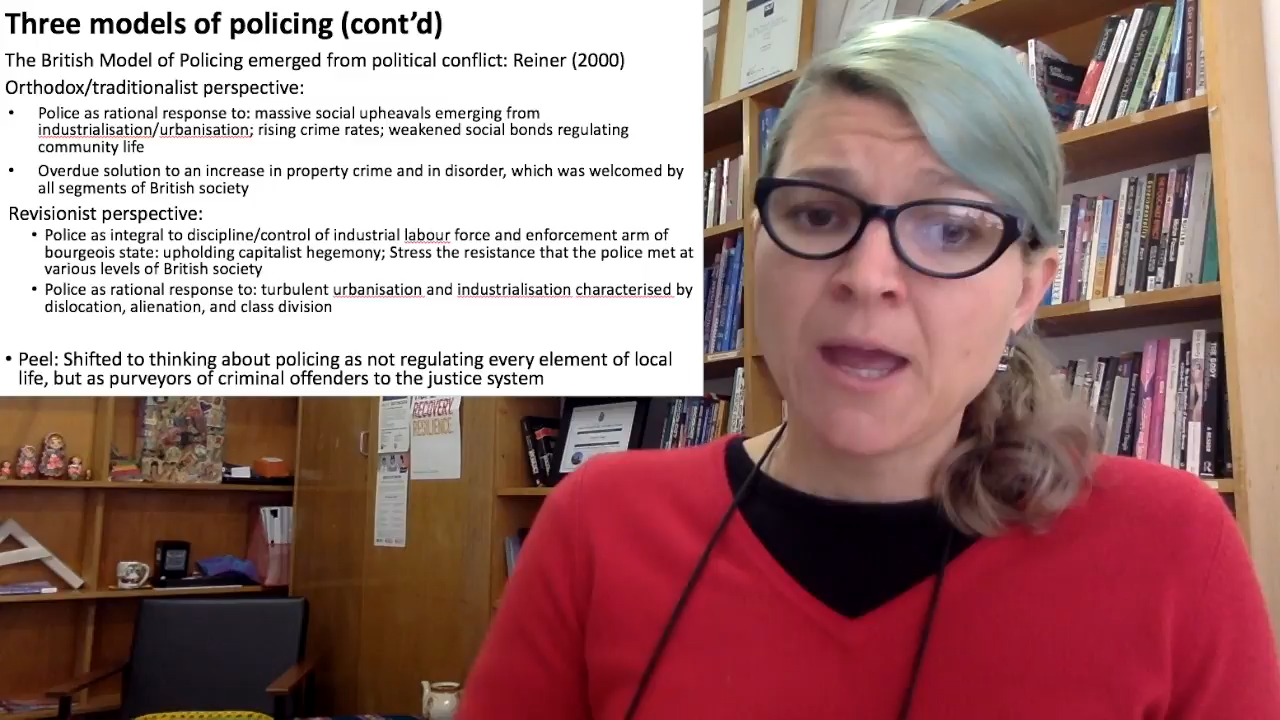 Three models of policing (cont’d)
The British Model of Policing emerged from political conflict: Reiner (2000)
Orthodox/traditionalist perspective:
• Police as rational response to: massive social upheavals emerging from
industrialisation/urbanisation; rising crime rates; weakened social bonds regulating
community life
• Overdue solution to an increase in property crime and in disorder, which was welcomed by
all segments of British society
Revisionist perspective:
• Police as integral to discipline/control of industrial labour force and enforcement arm of
bourgeois state: upholding capitalist hegemony; Stress the resistance that the police met at
various levels of British society
• Police as rational response to: turbulent urbanisation and industrialisation characterised by
dislocation, alienation, and class division
• Peel: Shifted to thinking about policing as not regulating every element of local
life, but as purveyors of criminal offenders to the justice system
RECOVERY
RESILIENCE.
THE BODY